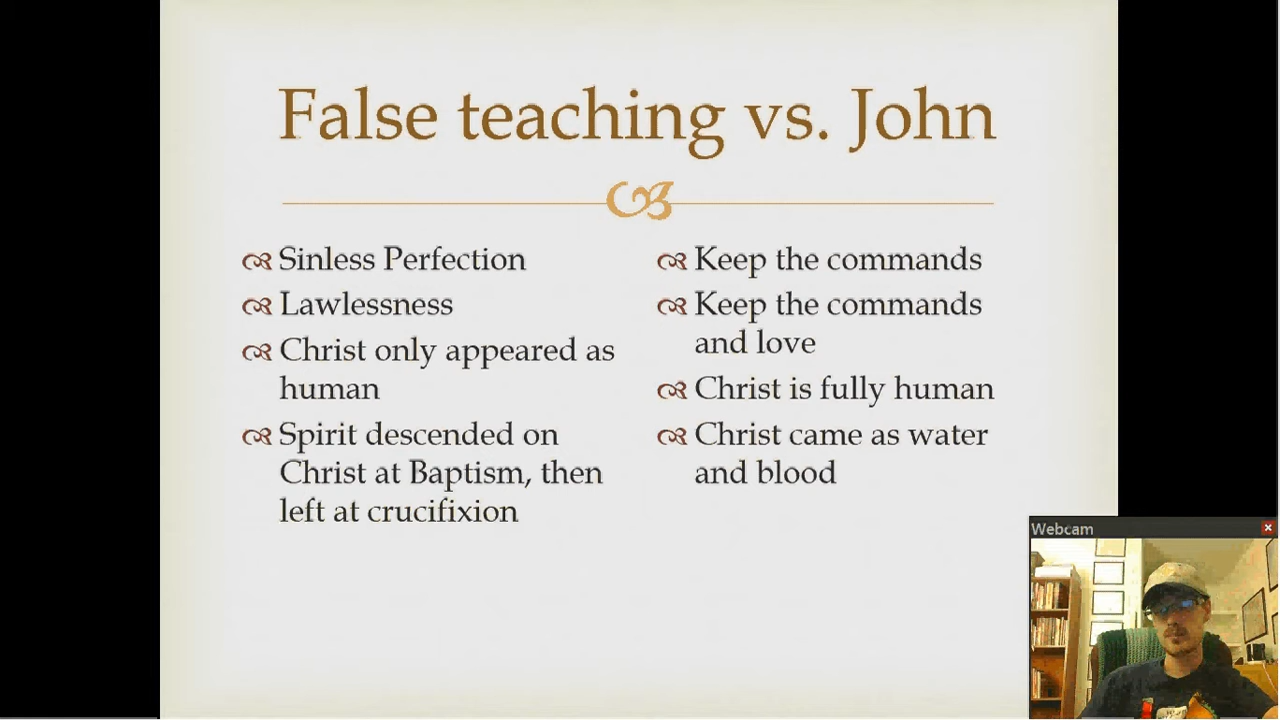 False teaching vs. John
Sinless Perfection
Lawlessness
Christ only appeared as
human
Spirit descended on
Christ at Baptism, then
left at crucifixion
Keep the commands
Keep the commands
and love
Christ is fully human
Christ came as water
and blood
Webcam